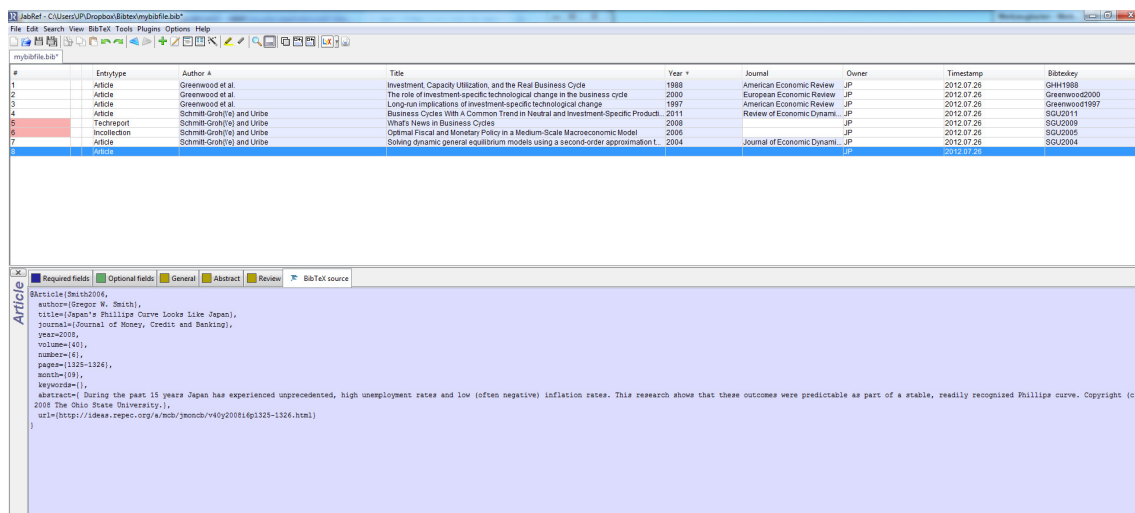 JabRef - C:\Users\JP\Dropbox\Bibtex\mybibfile.bib*
File Edit Search View BibTeX Tools Plugins Options Help
mybibfile.bib*
# Entrytype Author Title Year Journal Owner Timestamp Bibtexkey
1 Article Greenwood et al. Investment, Capacity Utilization, and the Real Business Cycle 1988 American Economic Review JP 2012.07.26 GHH1988
2 Article Greenwood et al. The role of investment-specific technological change in the business cycle 2000 European Economic Review JP 2012.07.26 Greenwood2000
3 Article Greenwood et al. Long-run implications of investment-specific technological change 1997 American Economic Review JP 2012.07.26 Greenwood1997
4 Article Schmitt-Groh{\'e} and Uribe Business Cycles With A Common Trend in Neutral and Investment-Specific Producti... 2011 Review of Economic Dynami... JP 2012.07.26 SGU2011
5 Techreport Schmitt-Groh{\'e} and Uribe What's News in Business Cycles 2008 JP 2012.07.26 SGU2009
6 Incollection Schmitt-Groh{\'e} and Uribe Optimal Fiscal and Monetary Policy in a Medium-Scale Macroeconomic Model 2006 JP 2012.07.26 SGU2005
7 Article Schmitt-Groh{\'e} and Uribe Solving dynamic general equilibrium models using a second-order approximation t... 2004 Journal of Economic Dynami... JP 2012.07.26 SGU2004
8 Article JP 2012.07.26
Required fields Optional fields General Abstract Review BibTeX source
Article
@Article{Smith2006,
author={Gregor W. Smith},
title={Japan's Phillips Curve Looks Like Japan},
journal={Journal of Money, Credit and Banking},
year=2008,
volume={40},
number={6},
pages={1325-1326},
month={09},
keywords={},
abstract={ During the past 15 years Japan has experienced unprecedented, high unemployment rates and low (often negative) inflation rates. This research shows that these outcomes were predictable as part of a stable, readily recognized Phillips curve. Copyright (c
2008 The Ohio State University.},
url={http://ideas.repec.org/a/mcb/jmoncb/v40y2008i6p1325-1326.html}
}